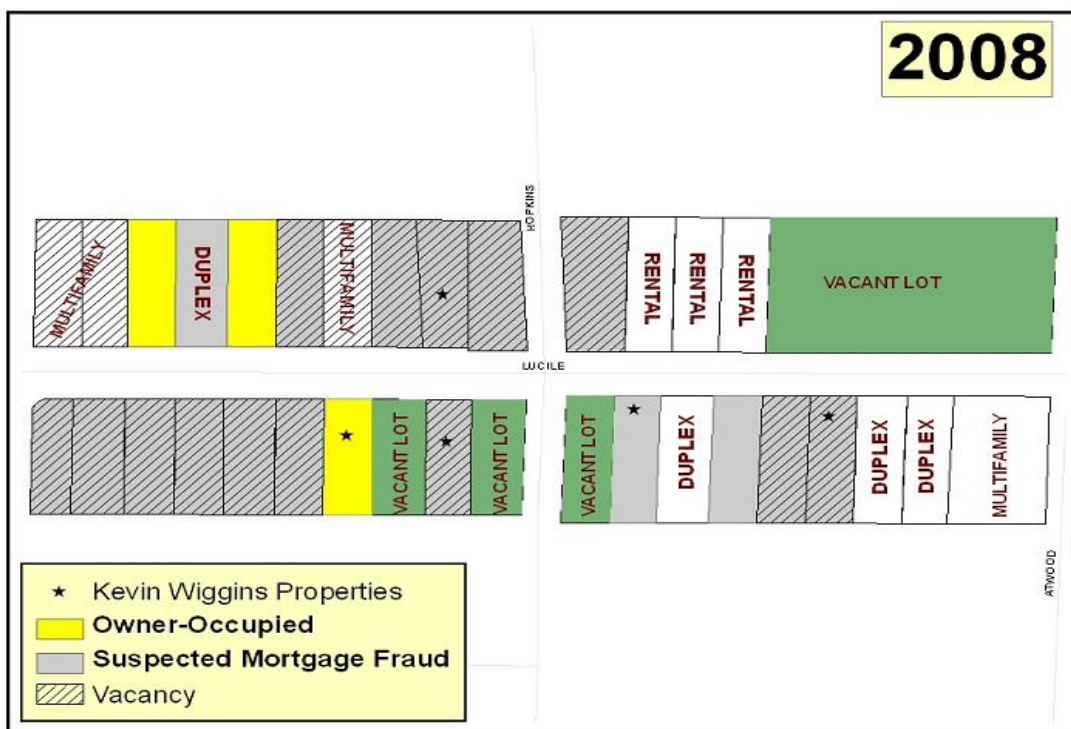 2008
HOPKINS
MULTIFAMILY
DUPLEX
MULTIFAMILY
RENTAL
RENTAL
RENTAL
VACANT LOT
LUCILE
VACANT LOT
VACANT LOT
VACANT LOT
DUPLEX
DUPLEX
DUPLEX
MULTIFAMILY
ATWOOD
Kevin Wiggins Properties
Owner-Occupied
Suspected Mortgage Fraud
Vacancy